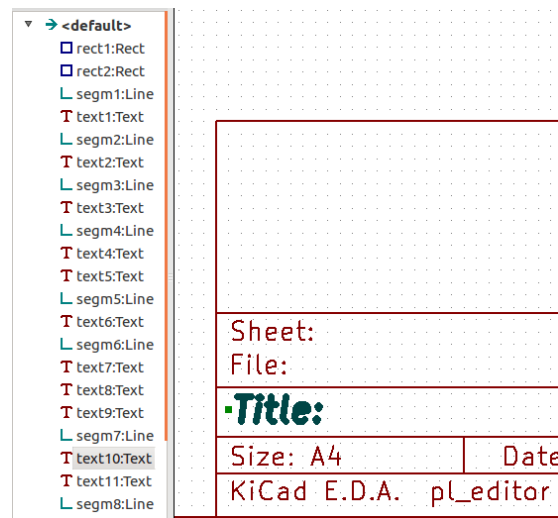 <default>
rect1:Rect
rect2:Rect
segm1:Line
text1:Text
segm2:Line
text2:Text
segm3:Line
text3:Text
segm4:Line
text4:Text
text5:Text
segm5:Line
text6:Text
segm6:Line
text7:Text
text8:Text
text9:Text
segm7:Line
text10:Text
text11:Text
segm8:Line
Sheet:
File:
Title:
Size: A4 Date
KiCad E.D.A. pl_editor